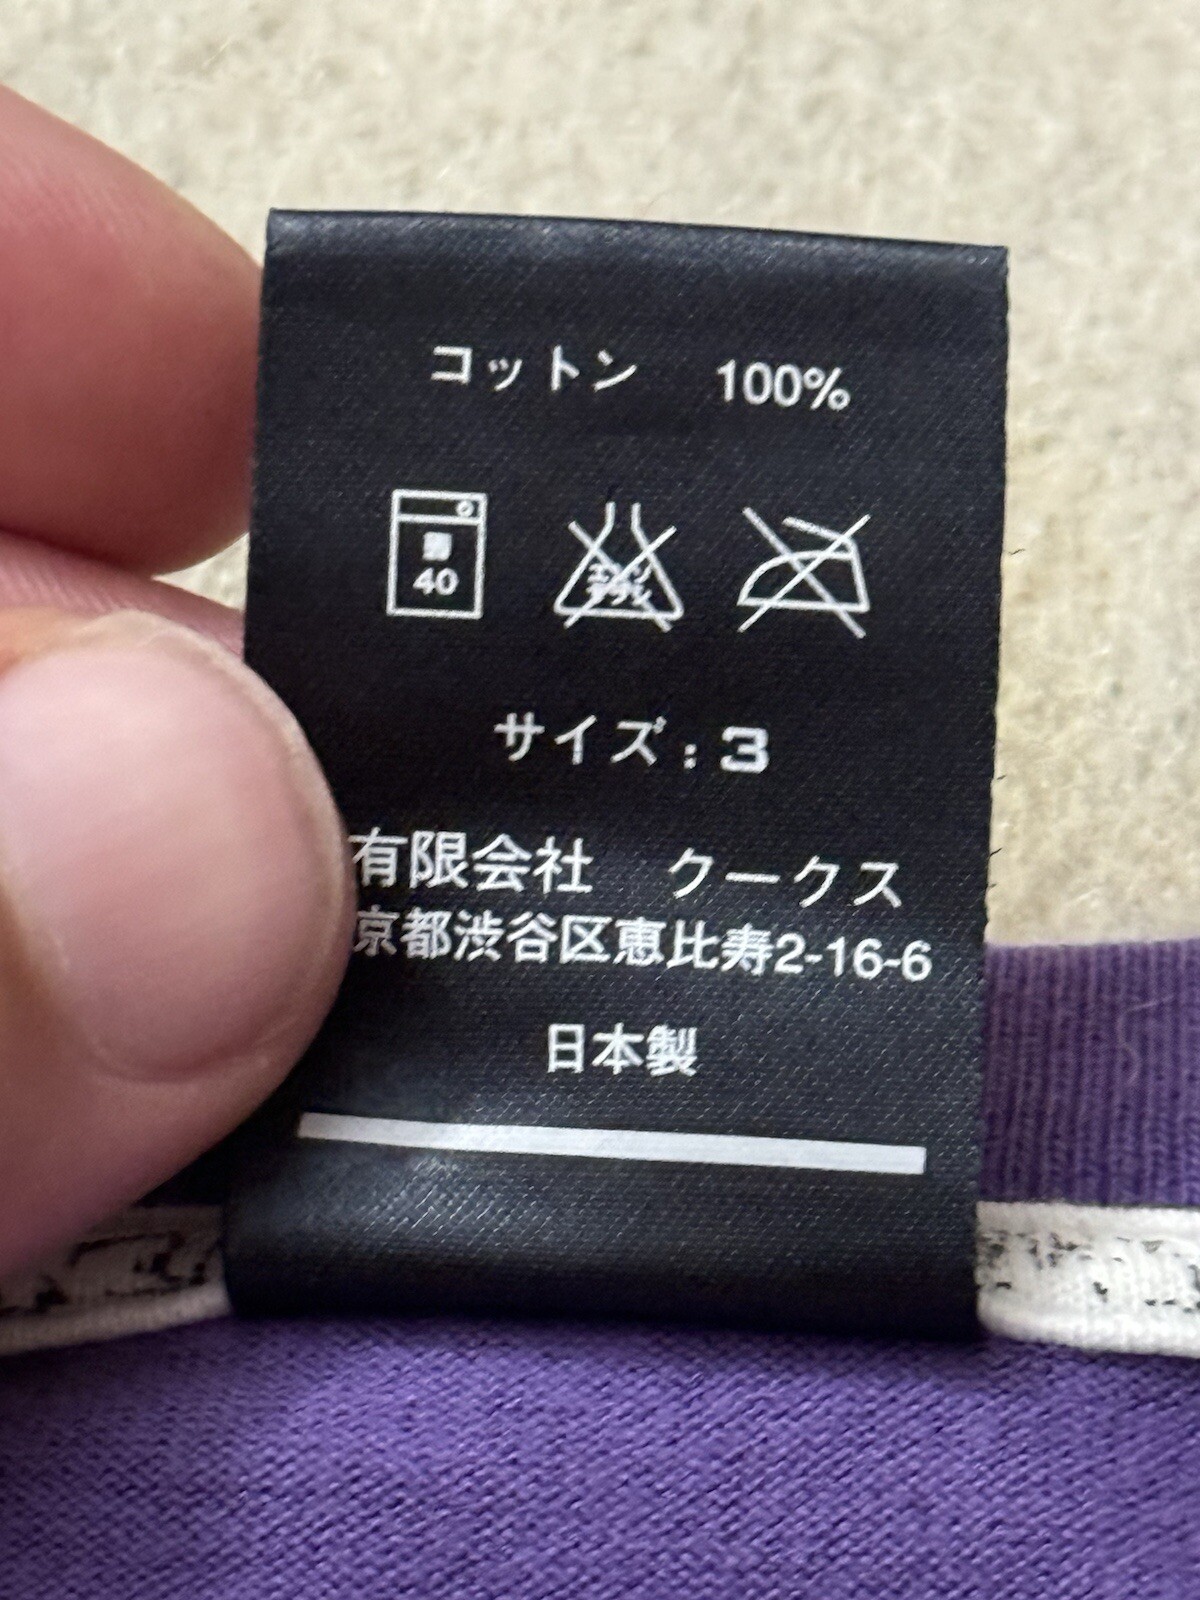 コットン 100%
40
サイズ：3
有限会社 クークス
京都渋谷区恵比寿2-16-6
日本製